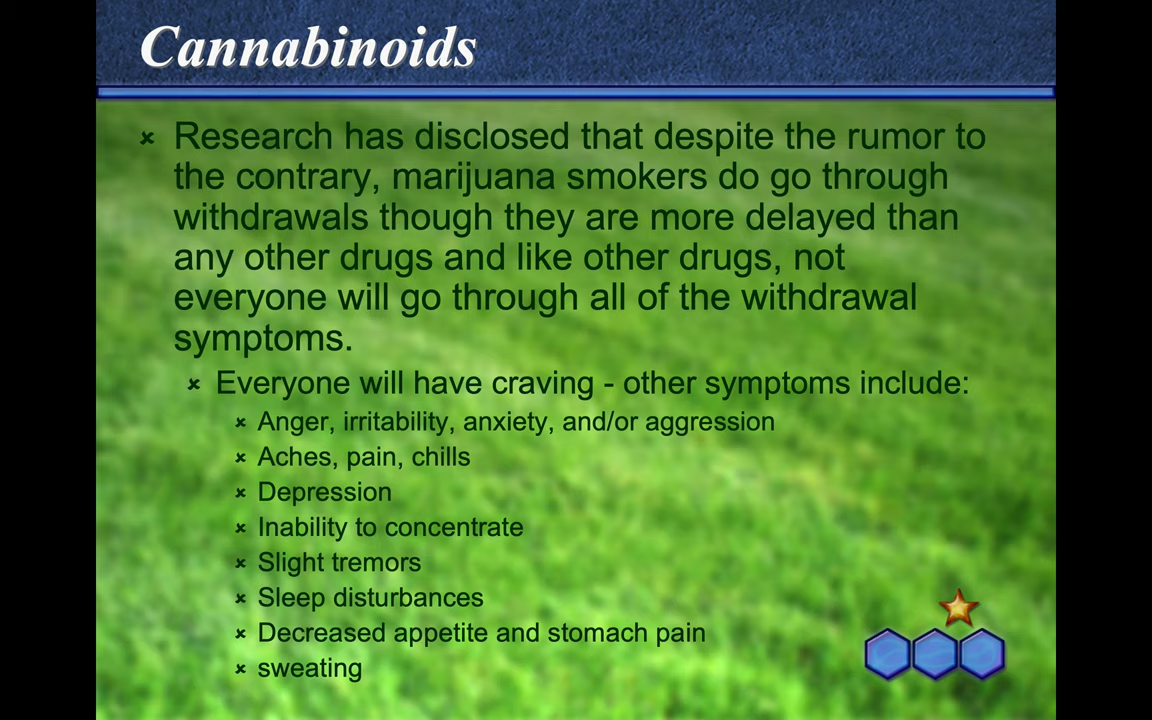 Cannabinoids
Research has disclosed that despite the rumor to
the contrary, marijuana smokers do go through
withdrawals though they are more delayed than
any other drugs and like other drugs, not
everyone will go through all of the withdrawal
symptoms.
Everyone will have craving - other symptoms include:
Anger, irritability, anxiety, and/or aggression
Aches, pain, chills
Depression
Inability to concentrate
Slight tremors
Sleep disturbances
Decreased appetite and stomach pain
sweating